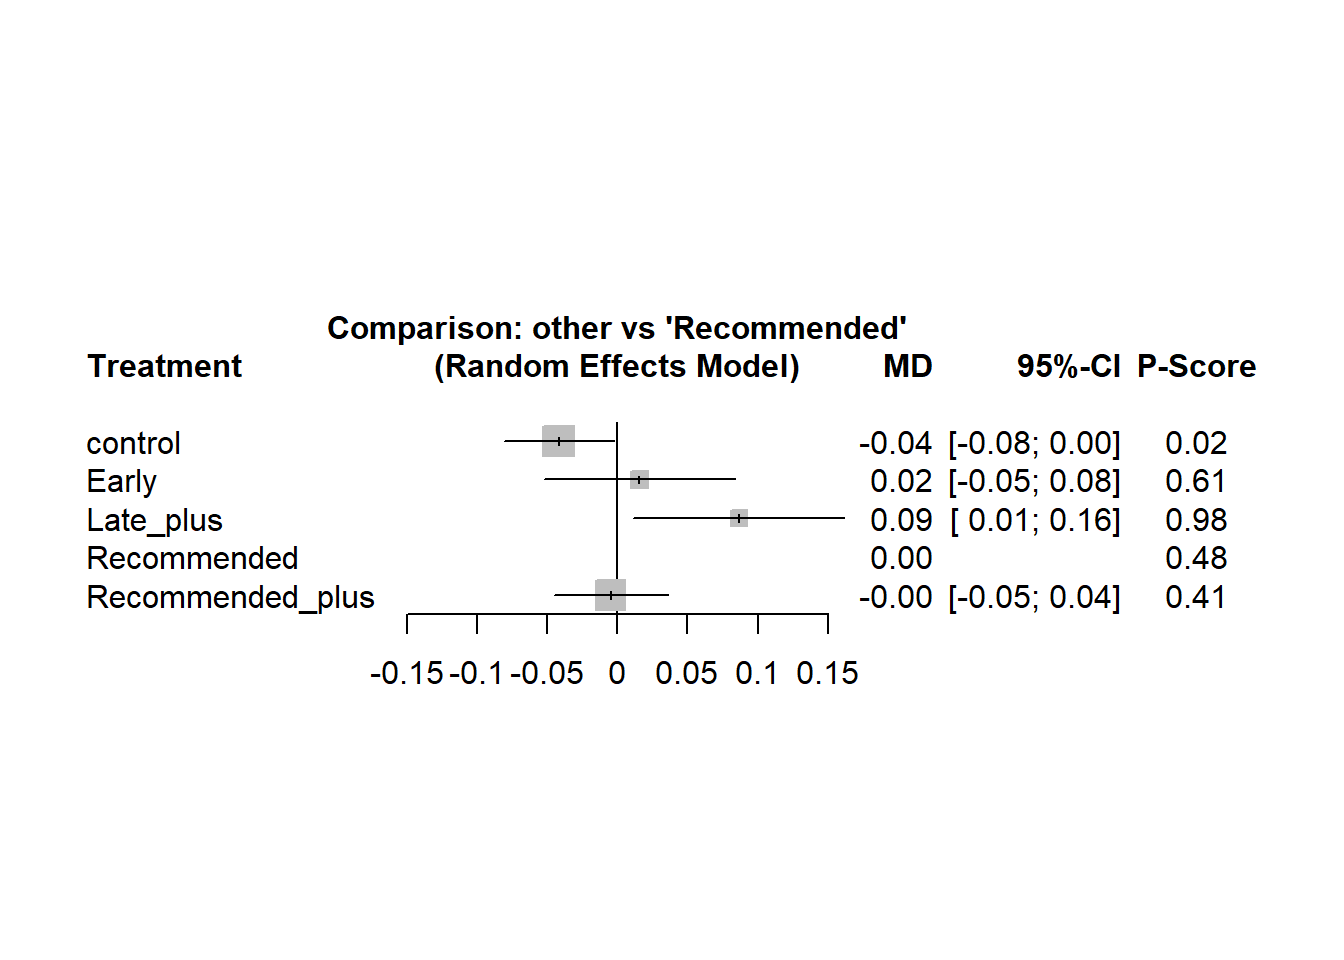 Comparison: other vs 'Recommended'
Treatment (Random Effects Model) MD 95%-CI P-Score
control -0.04 [-0.08; 0.00] 0.02
Early 0.02 [-0.05; 0.08] 0.61
Late_plus 0.09 [ 0.01; 0.16] 0.98
Recommended 0.00 0.48
Recommended_plus -0.00 [-0.05; 0.04] 0.41
-0.15 -0.1 -0.05 0 0.05 0.1 0.15